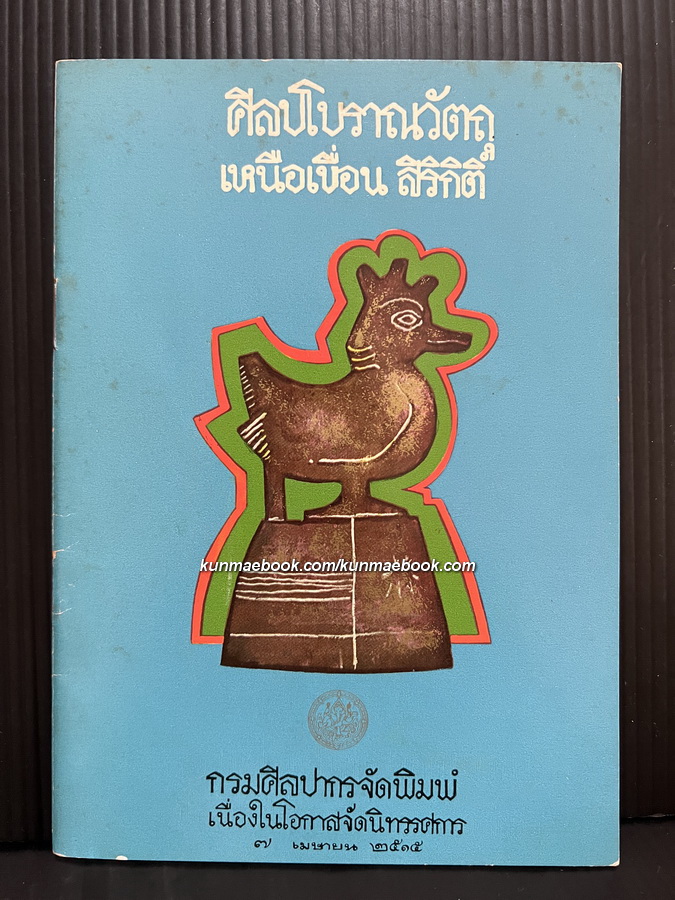 ศิลปโบราณวัตถุ
เหนือเขื่อน สิริกิติ์
kunmaebook.com/kunmaebook.com
กรมศิลปากรจัดพิมพ์
เนื่องในโอกาสจัดนิทรรศการ
๗ เมษายน ๒๕๑๕